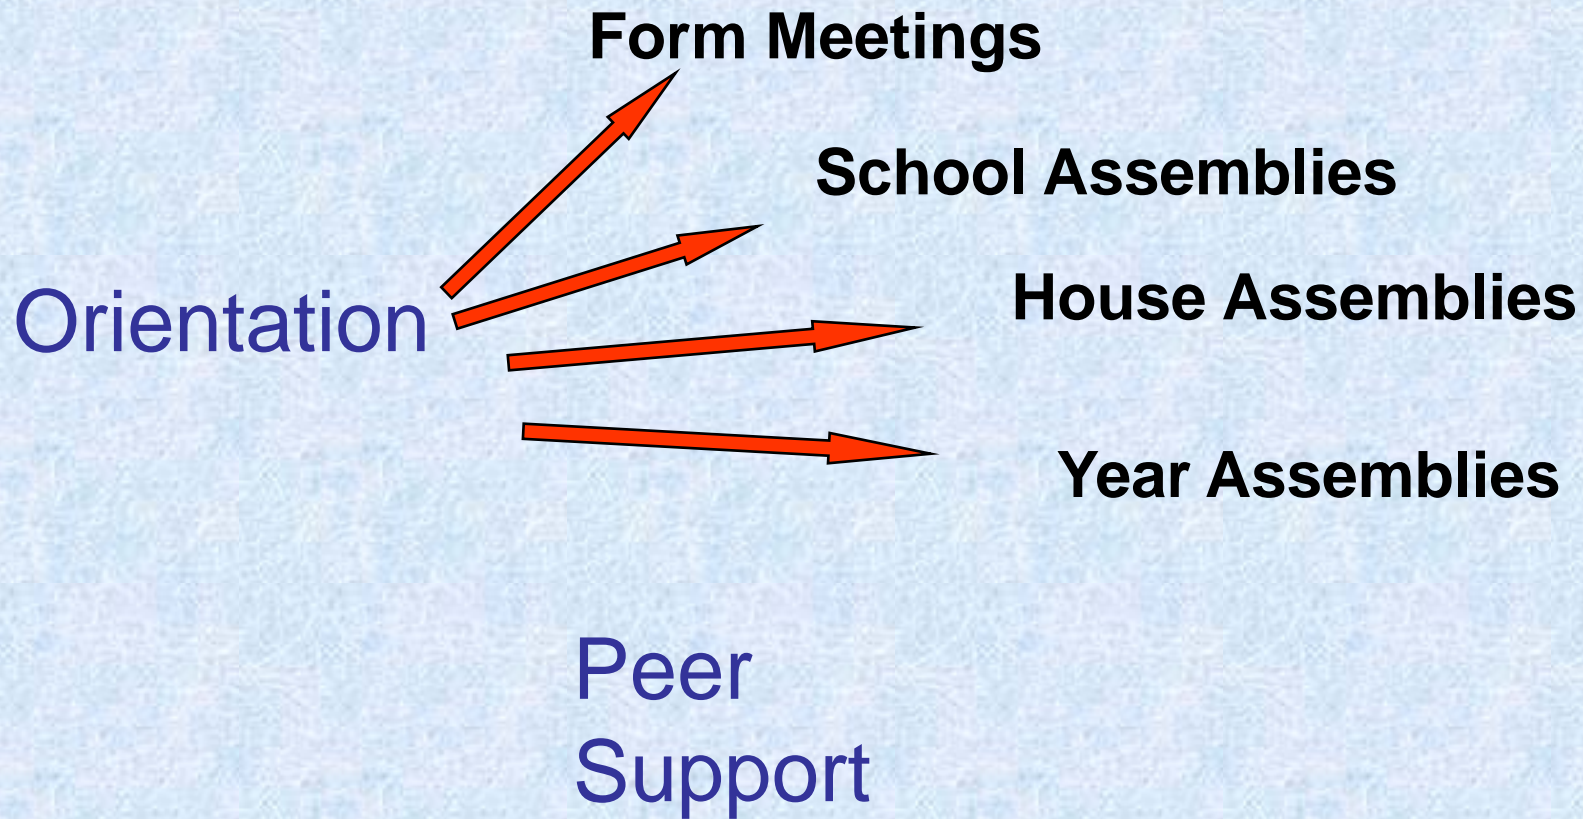 Form Meetings
School Assemblies
House Assemblies
Orientation
Year Assemblies
Peer
Support